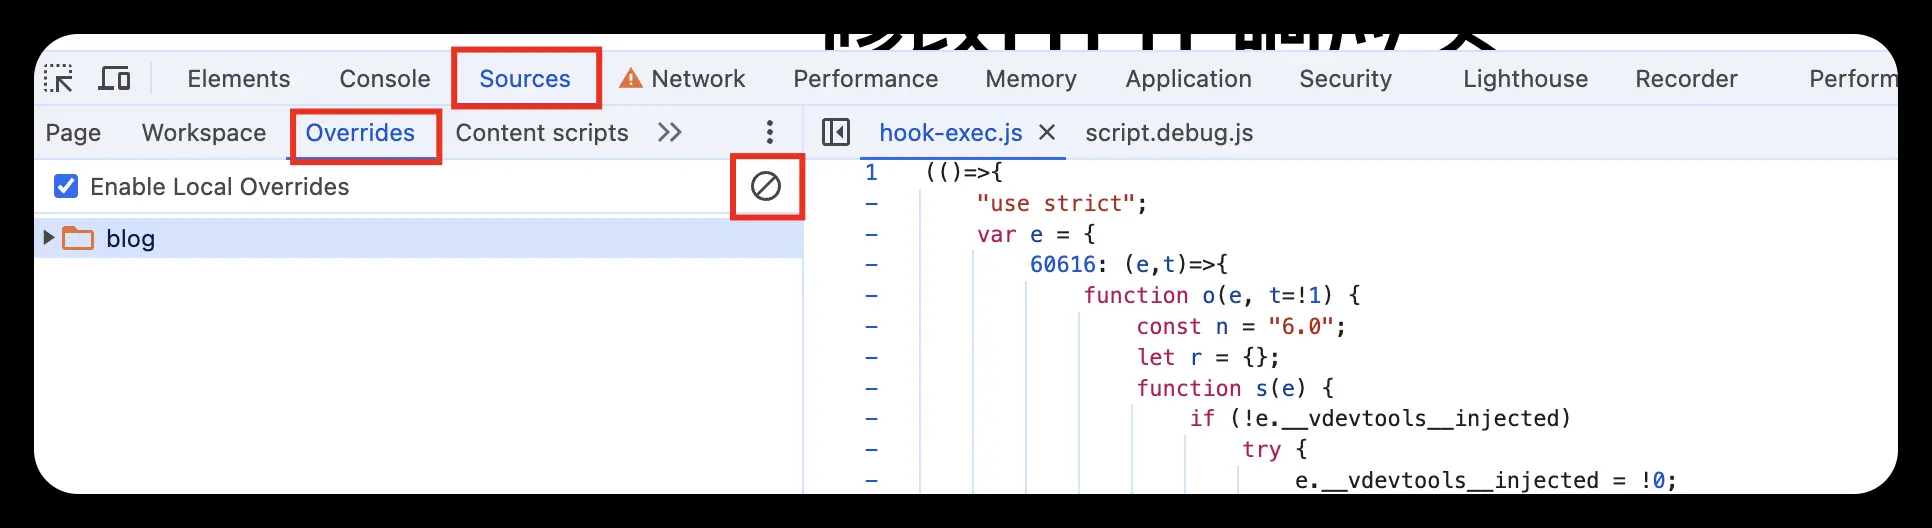 Elements Console Sources Network Performance Memory Application Security Lighthouse Recorder Perform
Page Workspace Overrides Content scripts
Enable Local Overrides
blog
hook-exec.js script.debug.js
1 (()=>{
"use strict";
var e = {
60616: (e,t)=>{
function o(e, t=!1) {
const n = "6.0";
let r = {};
function s(e) {
if (!e.__vdevtools__injected)
try {
e.__vdevtools__injected = !0;